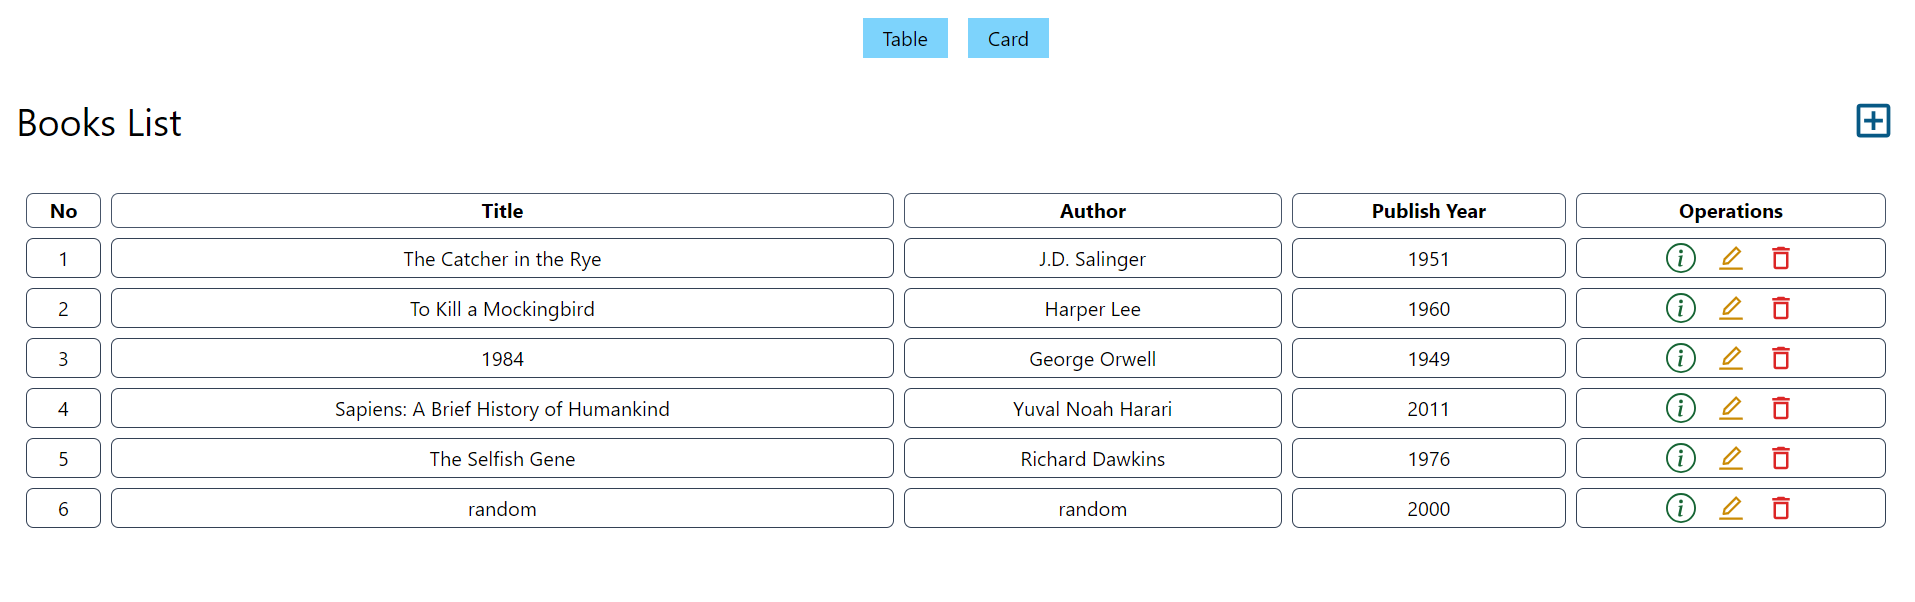 Table Card
Books List
No Title Author Publish Year Operations
1 The Catcher in the Rye J.D. Salinger 1951
2 To Kill a Mockingbird Harper Lee 1960
3 1984 George Orwell 1949
4 Sapiens: A Brief History of Humankind Yuval Noah Harari 2011
5 The Selfish Gene Richard Dawkins 1976
6 random random 2000